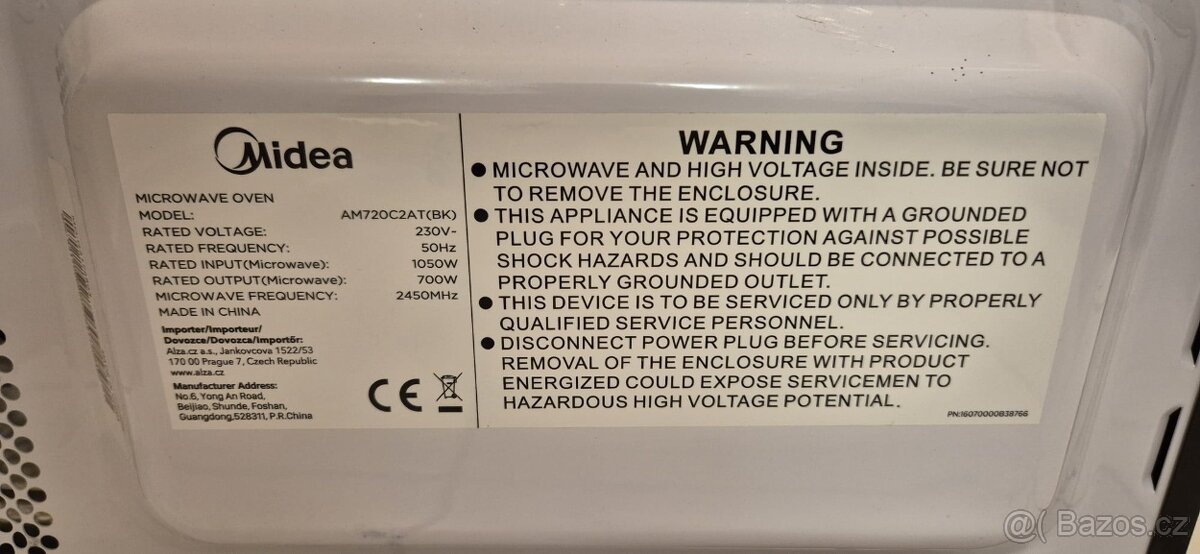 Midea
MICROWAVE OVEN
MODEL: AM720C2AT(BK)
RATED VOLTAGE: 230V~
RATED FREQUENCY: 50Hz
RATED INPUT(Microwave): 1050W
RATED OUTPUT(Microwave): 700W
MICROWAVE FREQUENCY: 2450MHz
MADE IN CHINA
Importer/Importeur/
Dovozce/Dovozca/Importőr:
Alza.cz a.s., Jankovcova 1522/53
170 00 Prague 7, Czech Republic
www.alza.cz
Manufacturer Address:
No.6, Yong An Road,
Beijiao, Shunde, Foshan,
Guangdong,528311, P.R.China
CE
WARNING
● MICROWAVE AND HIGH VOLTAGE INSIDE. BE SURE NOT
TO REMOVE THE ENCLOSURE.
● THIS APPLIANCE IS EQUIPPED WITH A GROUNDED
PLUG FOR YOUR PROTECTION AGAINST POSSIBLE
SHOCK HAZARDS AND SHOULD BE CONNECTED TO A
PROPERLY GROUNDED OUTLET.
● THIS DEVICE IS TO BE SERVICED ONLY BY PROPERLY
QUALIFIED SERVICE PERSONNEL.
● DISCONNECT POWER PLUG BEFORE SERVICING.
REMOVAL OF THE ENCLOSURE WITH PRODUCT
ENERGIZED COULD EXPOSE SERVICEMEN TO
HAZARDOUS HIGH VOLTAGE POTENTIAL.
PN:16070000B38766
@( Bazos.cz